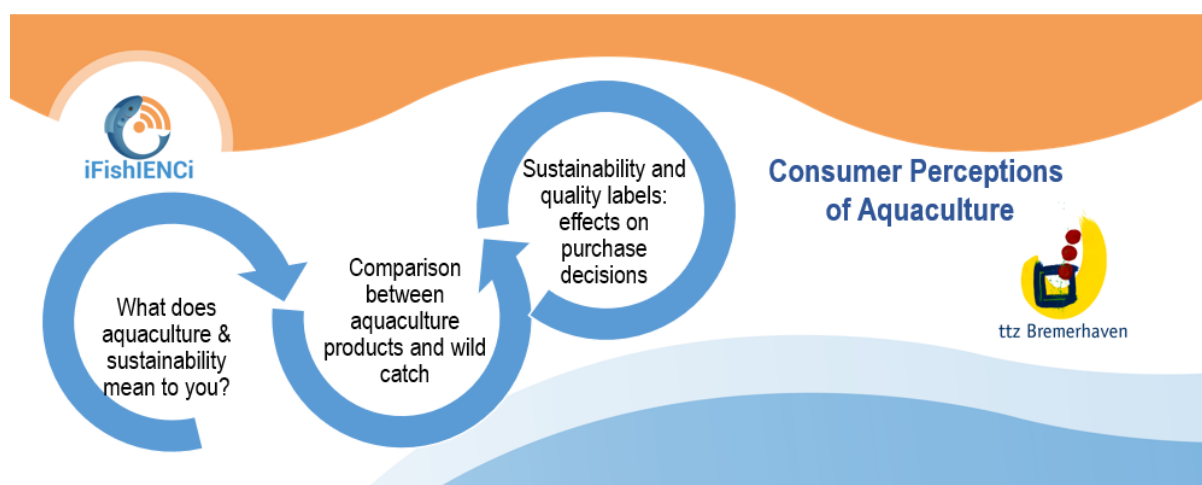 iFishIENCi
What does
aquaculture &
sustainability
mean to you?
Comparison
between
aquaculture
products and wild
catch
Sustainability and
quality labels:
effects on
purchase
decisions
Consumer Perceptions
of Aquaculture
ttz Bremerhaven